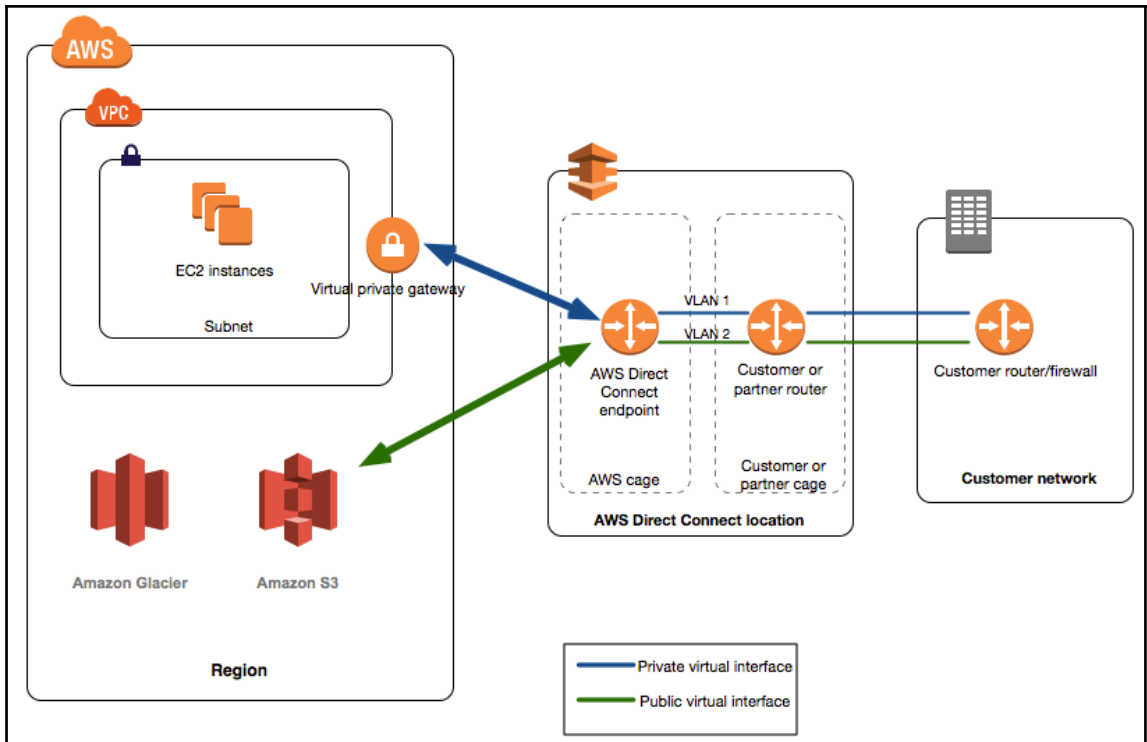 AWS
VPC
EC2 instances
Virtual private gateway
Subnet
Amazon Glacier
Amazon S3
Region
VLAN 1
VLAN 2
AWS Direct
Connect
endpoint
AWS cage
Customer or
partner router
Customer or
partner cage
AWS Direct Connect location
Customer router/firewall
Customer network
Private virtual interface
Public virtual interface